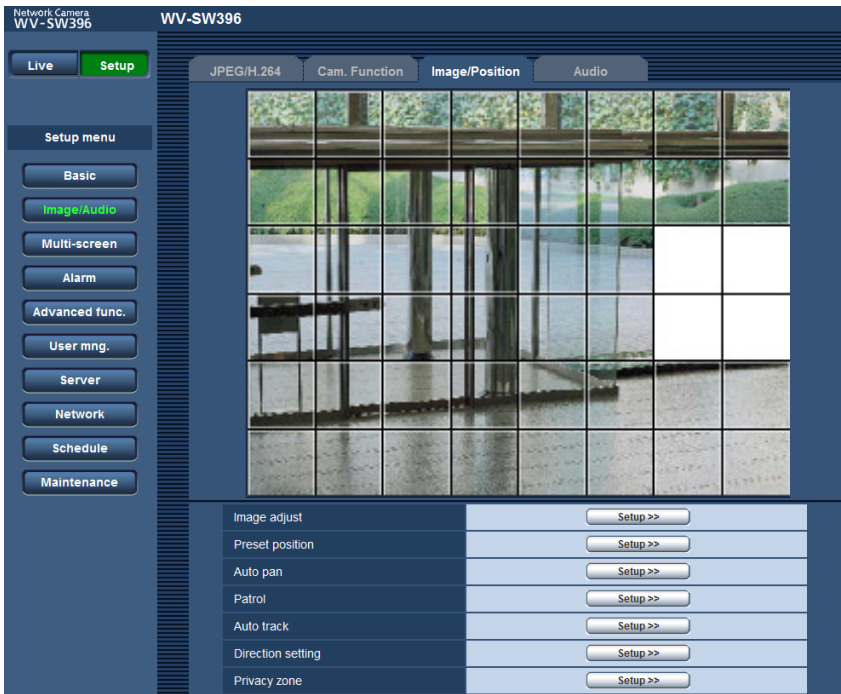 Network Camera
WV-SW396
WV-SW396
Live
Setup
JPEG/H.264
Cam. Function
Image/Position
Audio
Setup menu
Basic
Image/Audio
Multi-screen
Alarm
Advanced func.
User mng.
Server
Network
Schedule
Maintenance
Image adjust
Setup >>
Preset position
Setup >>
Auto pan
Setup >>
Patrol
Setup >>
Auto track
Setup >>
Direction setting
Setup >>
Privacy zone
Setup >>